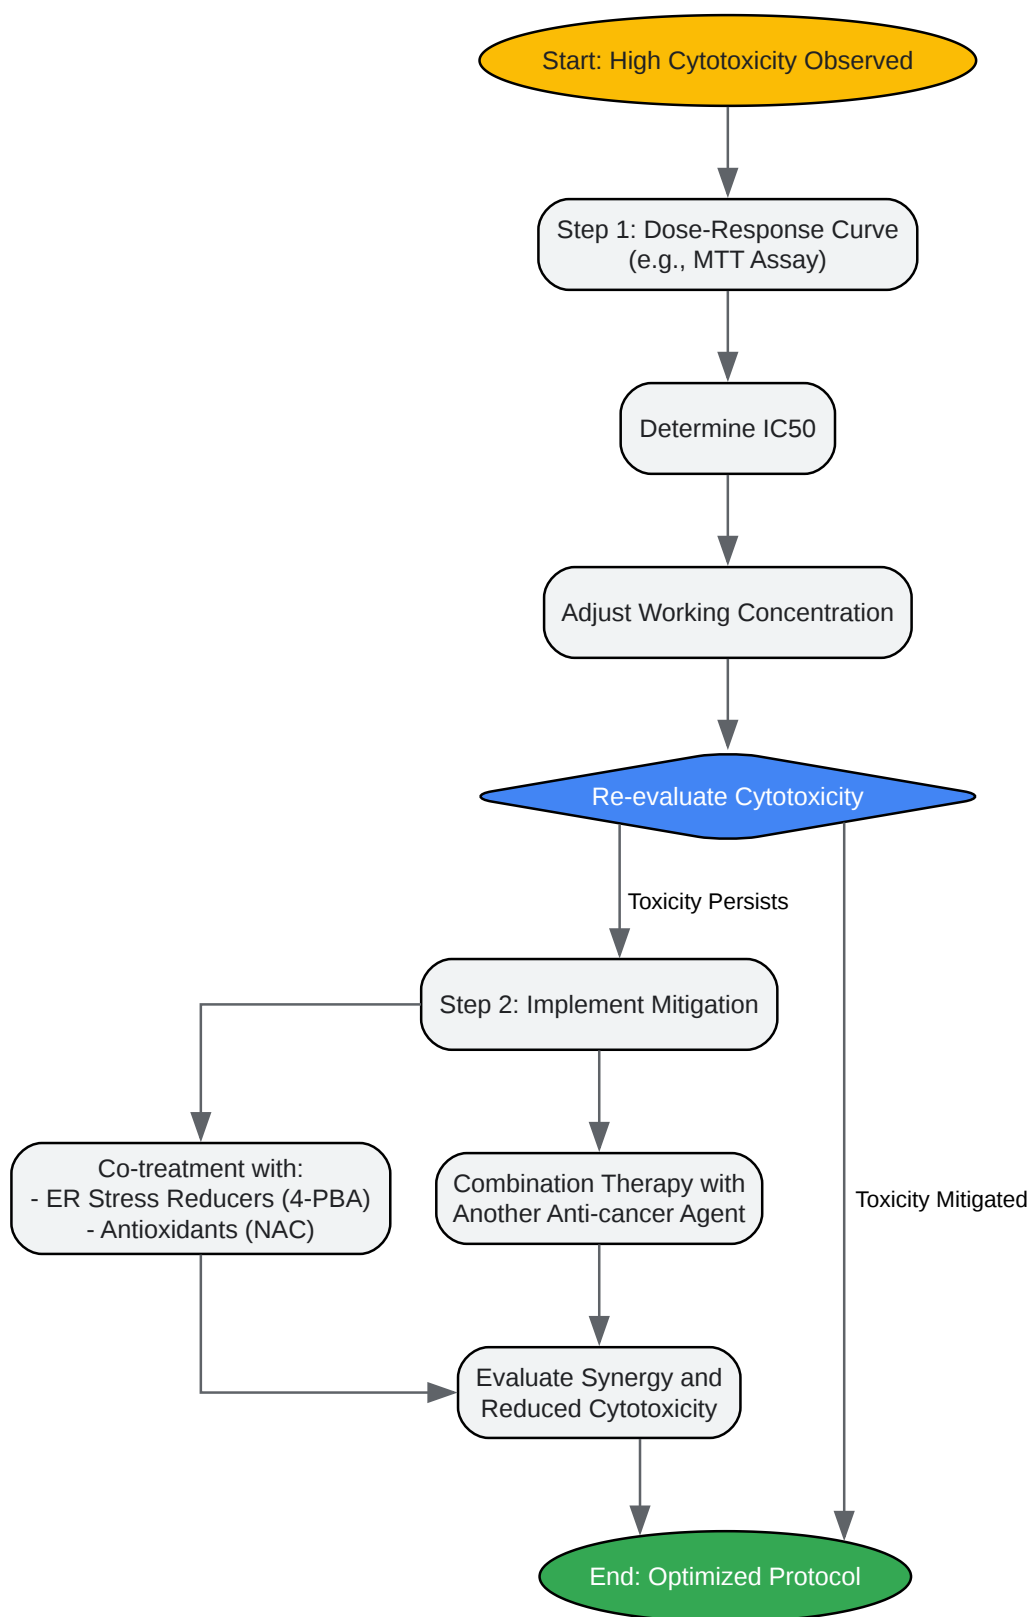 Start: High Cytotoxicity Observed
Step 1: Dose-Response Curve
(e.g., MTT Assay)
Determine IC50
Adjust Working Concentration
Re-evaluate Cytotoxicity
Toxicity Persists
Step 2: Implement Mitigation
Co-treatment with:
- ER Stress Reducers (4-PBA)
- Antioxidants (NAC)
Combination Therapy with
Another Anti-cancer Agent
Toxicity Mitigated
Evaluate Synergy and
Reduced Cytotoxicity
End: Optimized Protocol